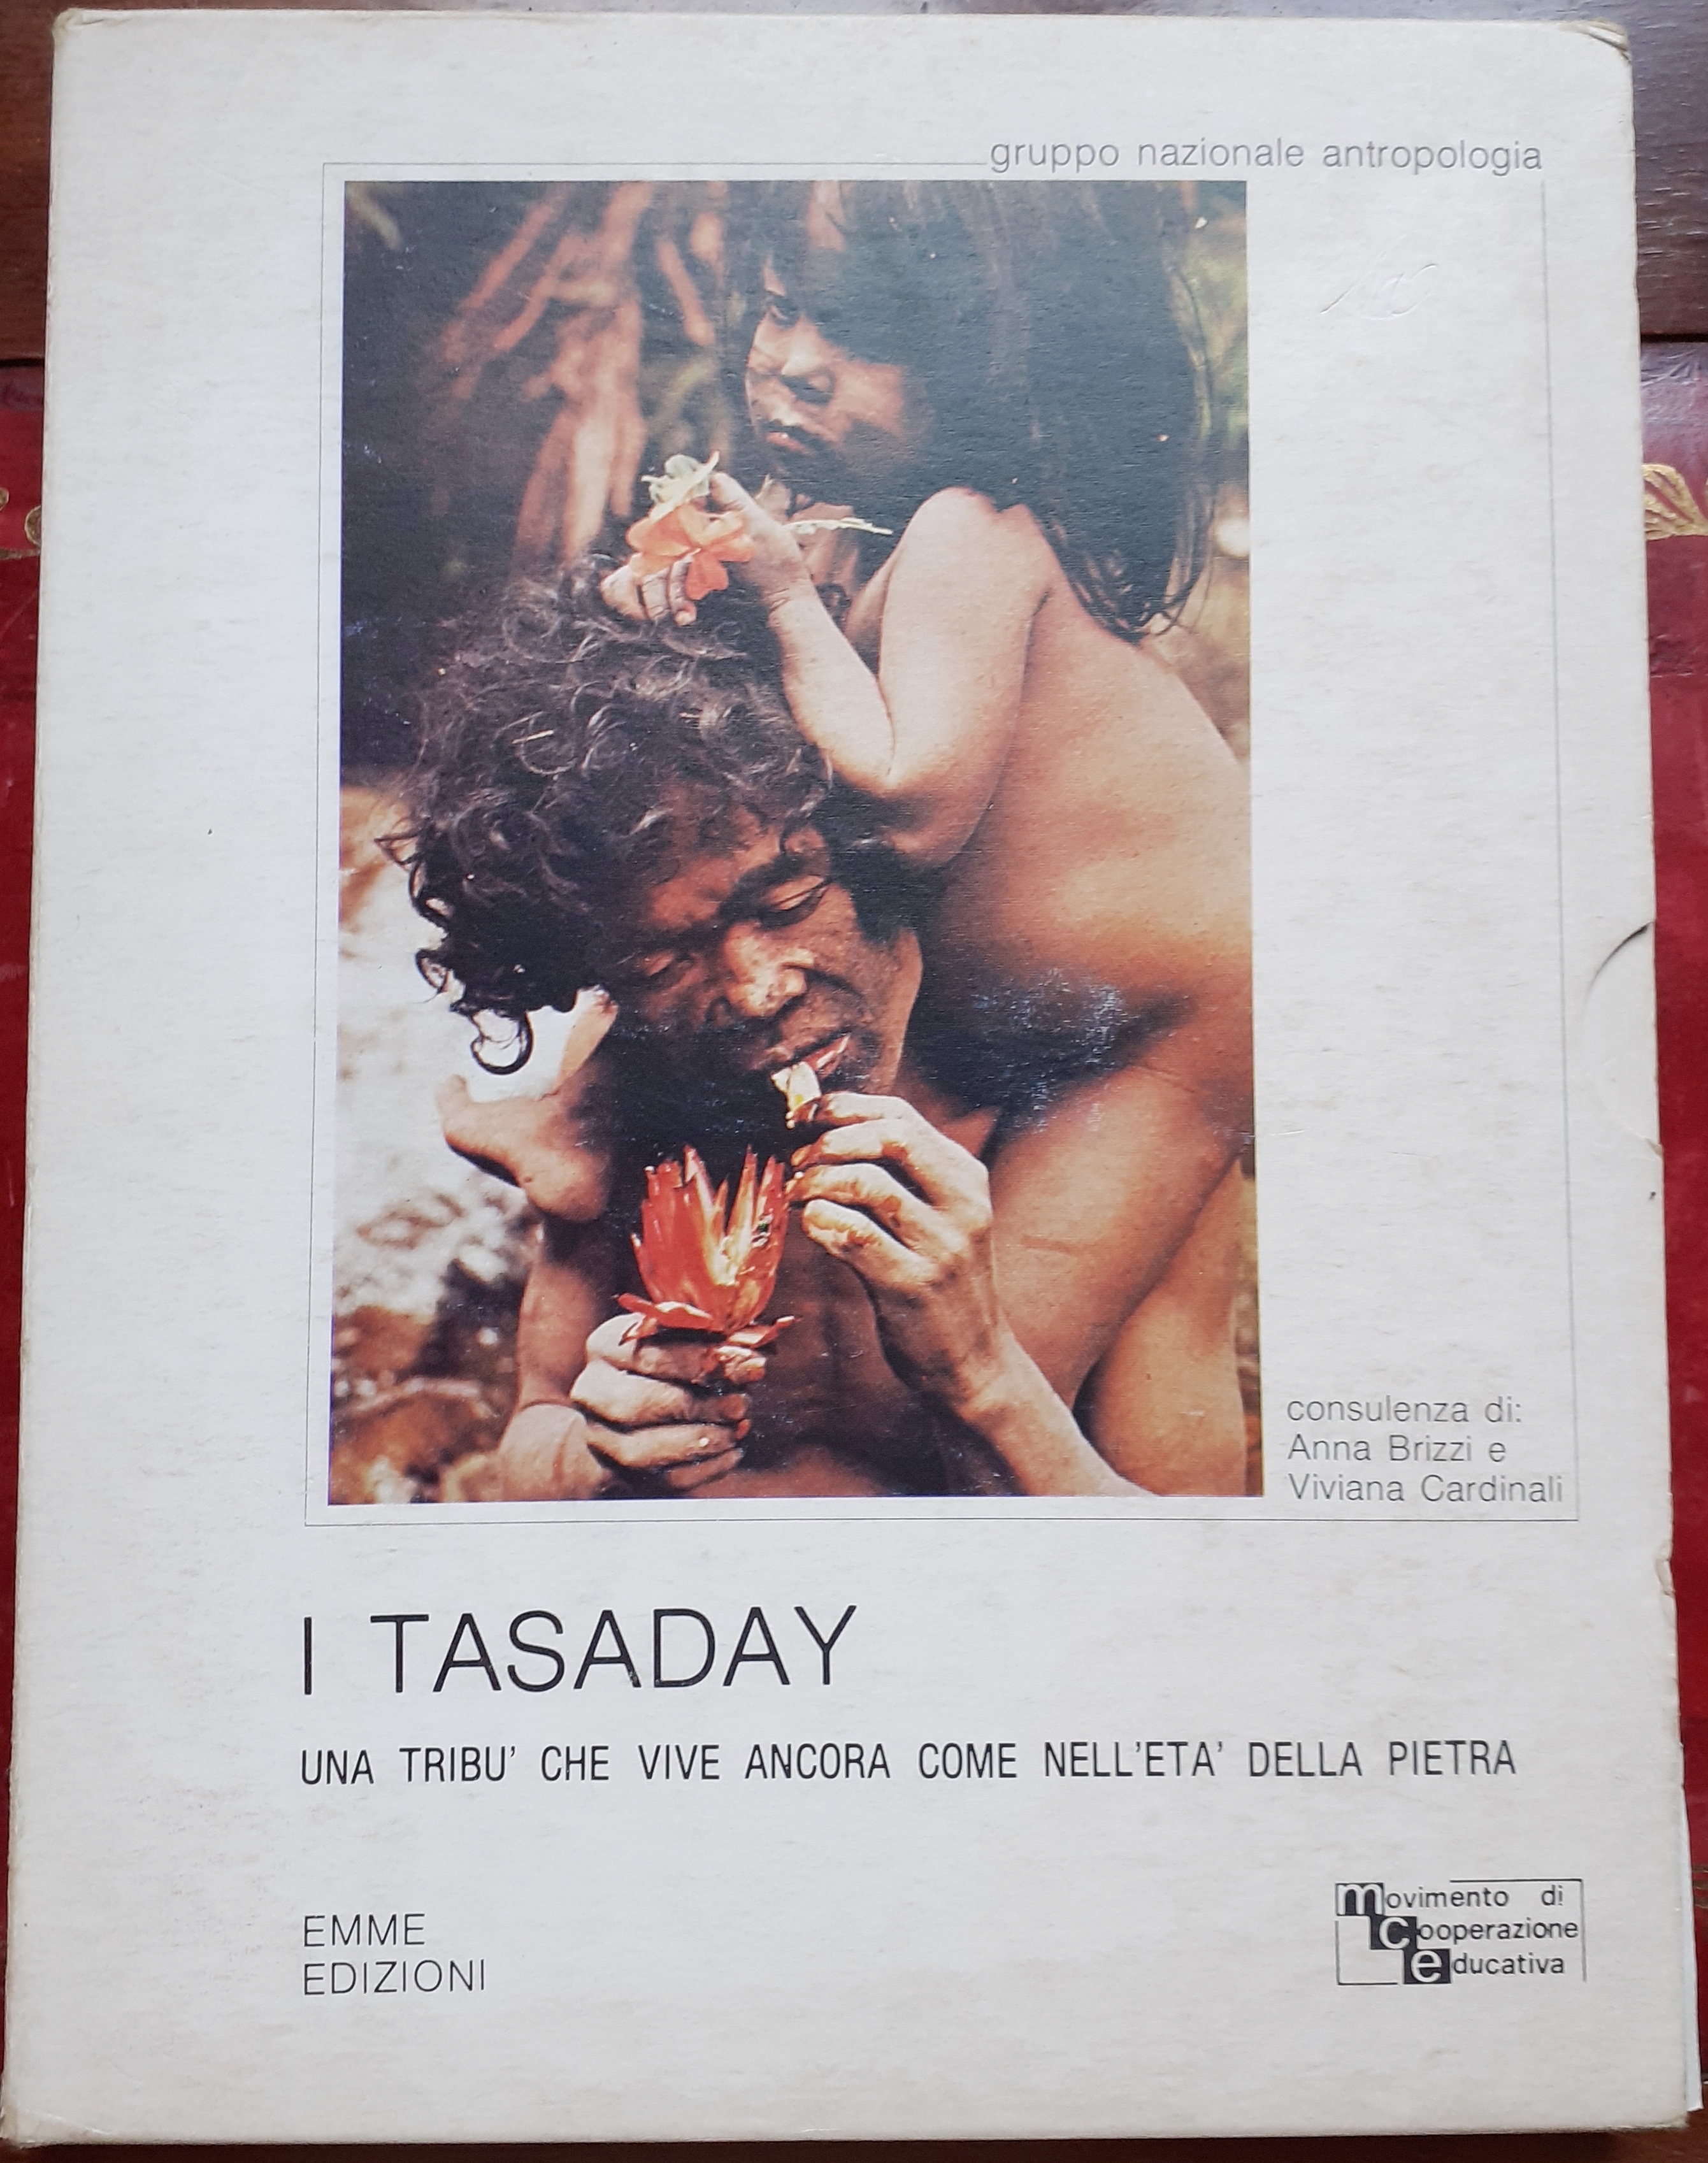 gruppo nazionale antropologia
consulenza di:
Anna Brizzi e
Viviana Cardinali
I TASADAY
UNA TRIBU' CHE VIVE ANCORA COME NELL'ETA' DELLA PIETRA
EMME
EDIZIONI
movimento di
cooperazione
educativa